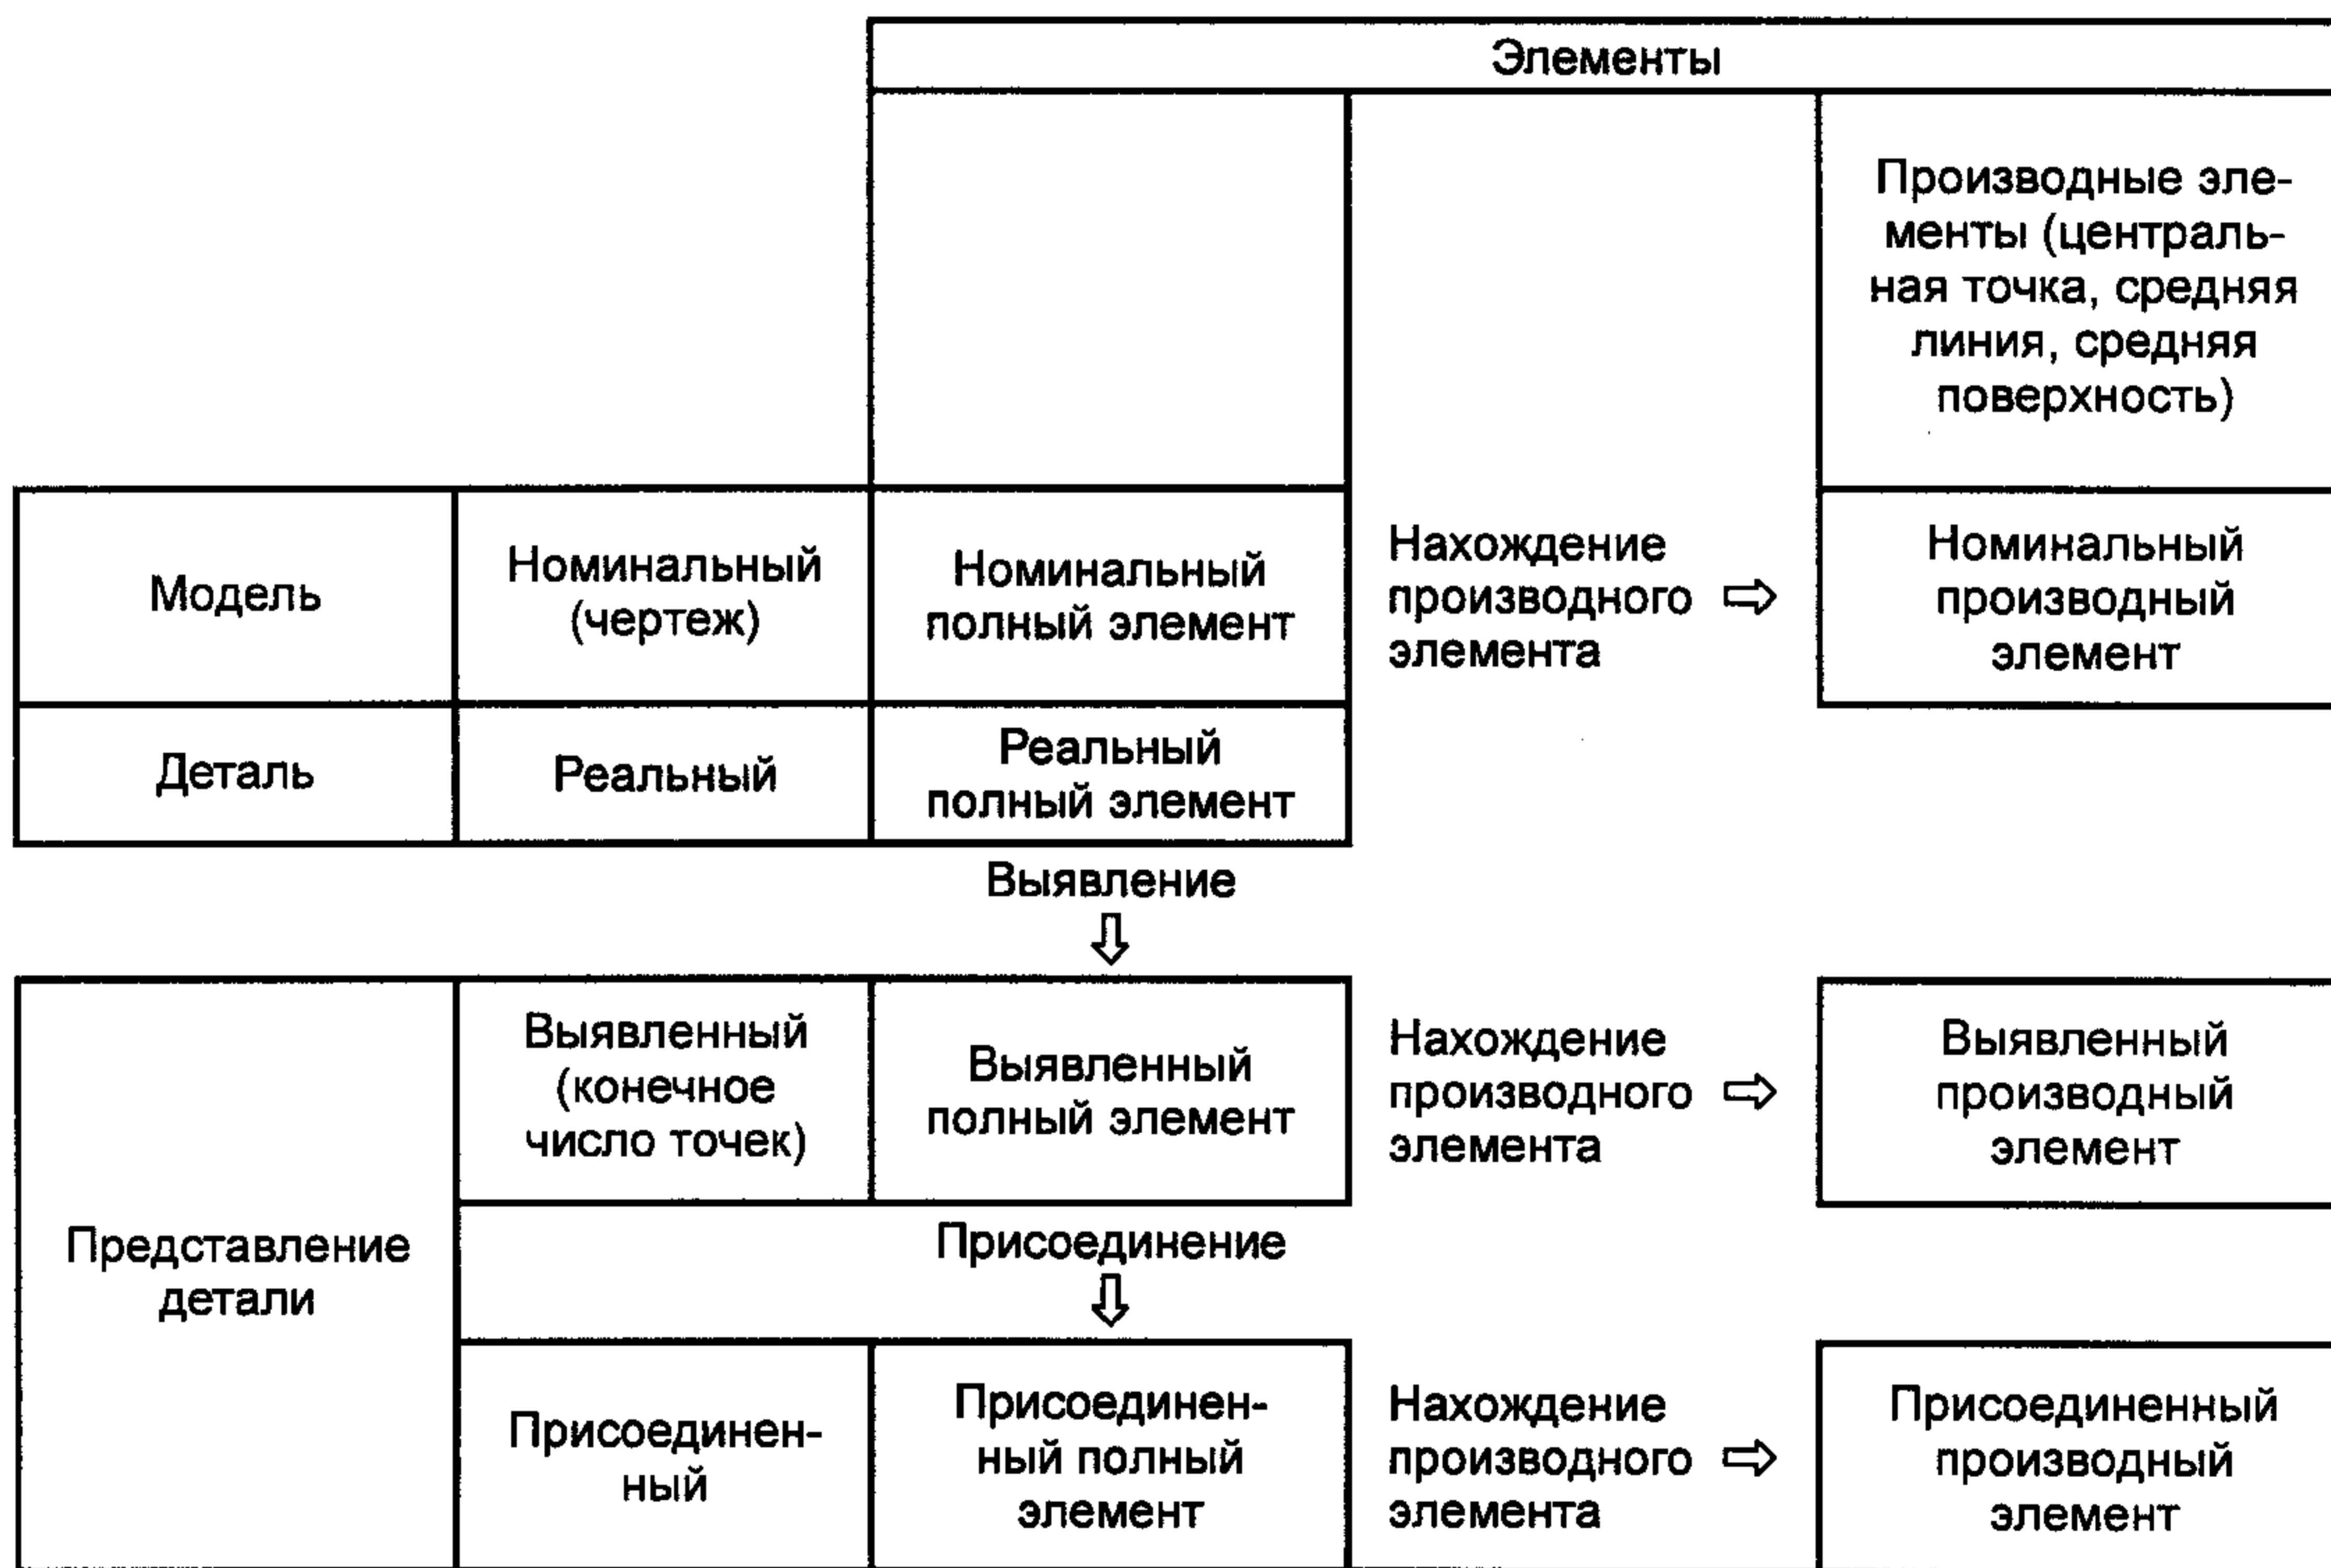 Элементы
Производные эле-
менты (централь-
ная точка, средняя
линия, средняя
поверхность)
Модель
Номинальный
(чертеж)
Номинальный
полный элемент
Нахождение
производного ⇨
элемента
Номинальный
производный
элемент
Деталь
Реальный
Реальный
полный элемент
Выявление
⇩
Представление
детали
Выявленный
(конечное
число точек)
Выявленный
полный элемент
Нахождение
производного ⇨
элемента
Выявленный
производный
элемент
Присоединение
⇩
Присоединен-
ный
Присоединен-
ный полный
элемент
Нахождение
производного ⇨
элемента
Присоединенный
производный
элемент